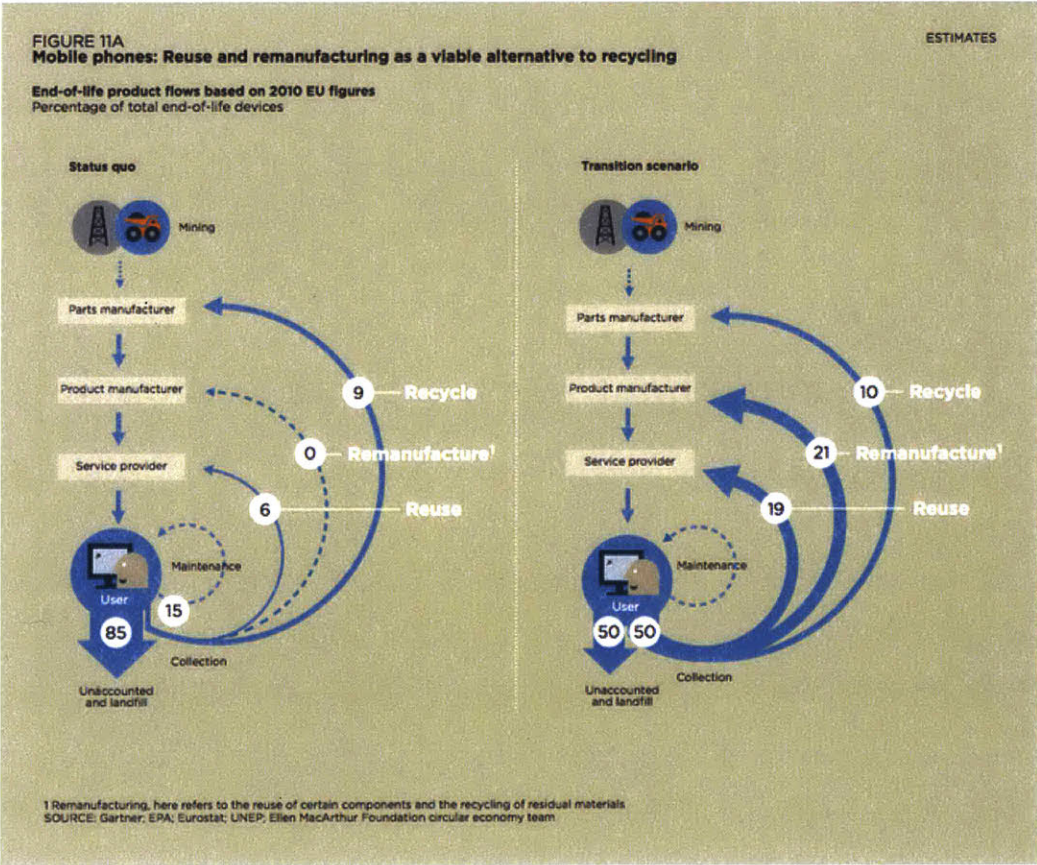 FIGURE 11A
Mobile phones: Reuse and remanufacturing as a viable alternative to recycling
ESTIMATES
End-of-life product flows based on 2010 EU figures
Percentage of total end-of-life devices
Status quo
Mining
Parts manufacturer
Product manufacturer
Service provider
9
Recycle
0
Remanufacture¹
6
Reuse
Maintenance
User
15
85
Collection
Unaccounted
and landfill
Transition scenario
Mining
Parts manufacturer
Product manufacturer
Service provider
10
Recycle
21
Remanufacture¹
19
Reuse
Maintenance
User
50
50
Collection
Unaccounted
and landfill
1 Remanufacturing, here refers to the reuse of certain components and the recycling of residual materials
SOURCE: Gartner; EPA; Eurostat; UNEP; Ellen MacArthur Foundation circular economy team